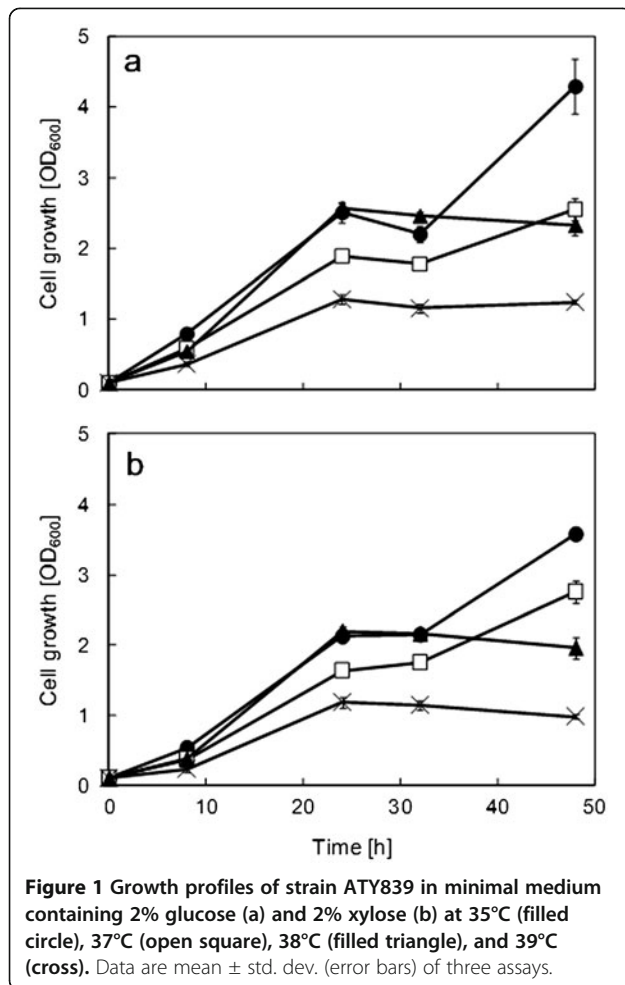 a
5
4
3
2
1
0
Cell growth [OD600]
b
5
4
3
2
1
0
Cell growth [OD600]
0 10 20 30 40 50
Time [h]
Figure 1 Growth profiles of strain ATY839 in minimal medium
containing 2% glucose (a) and 2% xylose (b) at 35°C (filled
circle), 37°C (open square), 38°C (filled triangle), and 39°C
(cross). Data are mean ± std. dev. (error bars) of three assays.